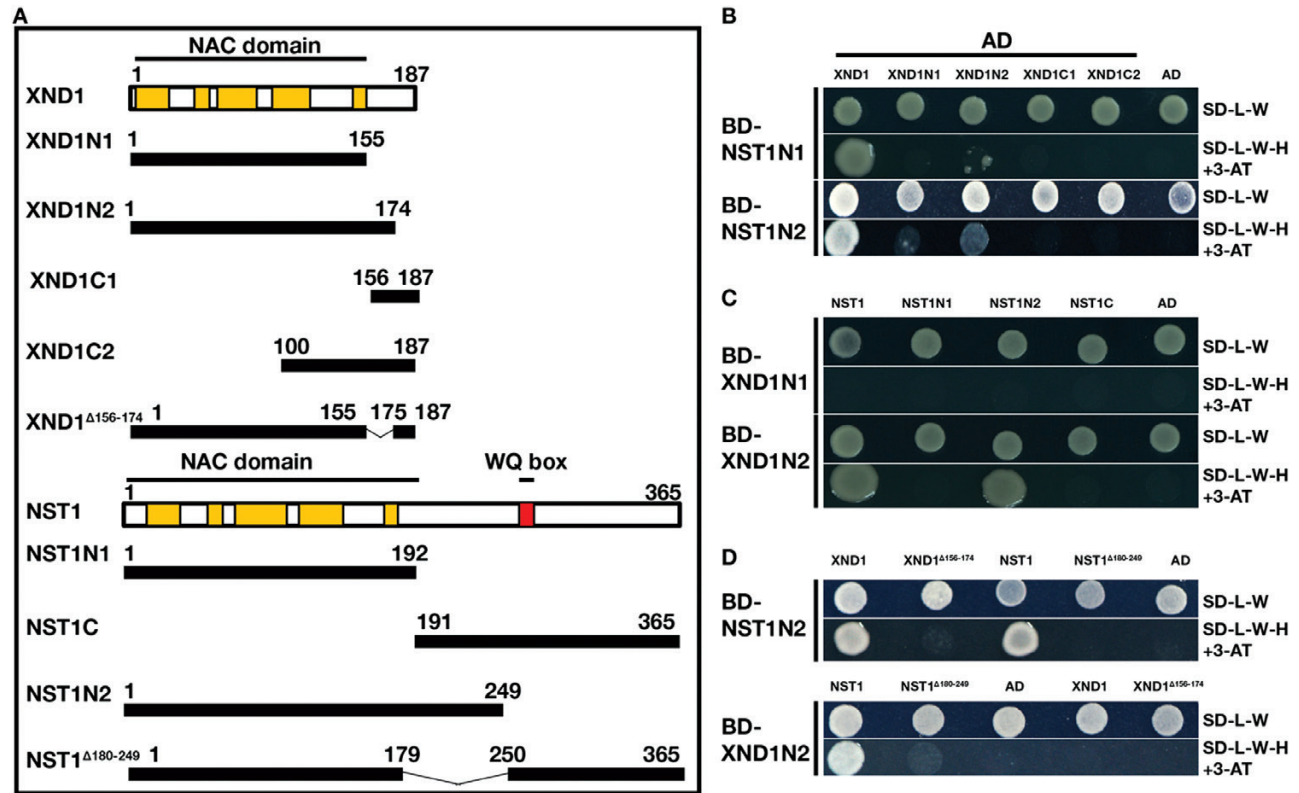 A
NAC domain
1 187
XND1
1 155
XND1N1
1 174
XND1N2
156 187
XND1C1
100 187
XND1C2
1 155 175 187
XND1Δ156-174
NAC domain WQ box
1 365
NST1
1 192
NST1N1
191 365
NST1C
1 249
NST1N2
1 179 250 365
NST1Δ180-249
B
AD
XND1 XND1N1 XND1N2 XND1C1 XND1C2 AD
BD-
NST1N1
SD-L-W
SD-L-W-H
+3-AT
BD-
NST1N2
SD-L-W
SD-L-W-H
+3-AT
C
NST1 NST1N1 NST1N2 NST1C AD
BD-
XND1N1
SD-L-W
SD-L-W-H
+3-AT
BD-
XND1N2
SD-L-W
SD-L-W-H
+3-AT
D
XND1 XND1Δ156-174 NST1 NST1Δ180-249 AD
BD-
NST1N2
SD-L-W
SD-L-W-H
+3-AT
NST1 NST1Δ180-249 AD XND1 XND1Δ156-174
BD-
XND1N2
SD-L-W
SD-L-W-H
+3-AT